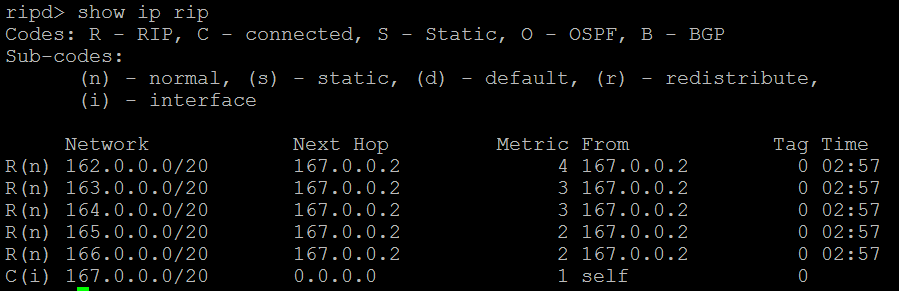 ripd> show ip rip
Codes: R - RIP, C - connected, S - Static, O - OSPF, B - BGP
Sub-codes:
      (n) - normal, (s) - static, (d) - default, (r) - redistribute,
      (i) - interface

     Network            Next Hop         Metric From            Tag Time
R(n) 162.0.0.0/20       167.0.0.2             4 167.0.0.2         0 02:57
R(n) 163.0.0.0/20       167.0.0.2             3 167.0.0.2         0 02:57
R(n) 164.0.0.0/20       167.0.0.2             3 167.0.0.2         0 02:57
R(n) 165.0.0.0/20       167.0.0.2             2 167.0.0.2         0 02:57
R(n) 166.0.0.0/20       167.0.0.2             2 167.0.0.2         0 02:57
C(i) 167.0.0.0/20       0.0.0.0               1 self              0